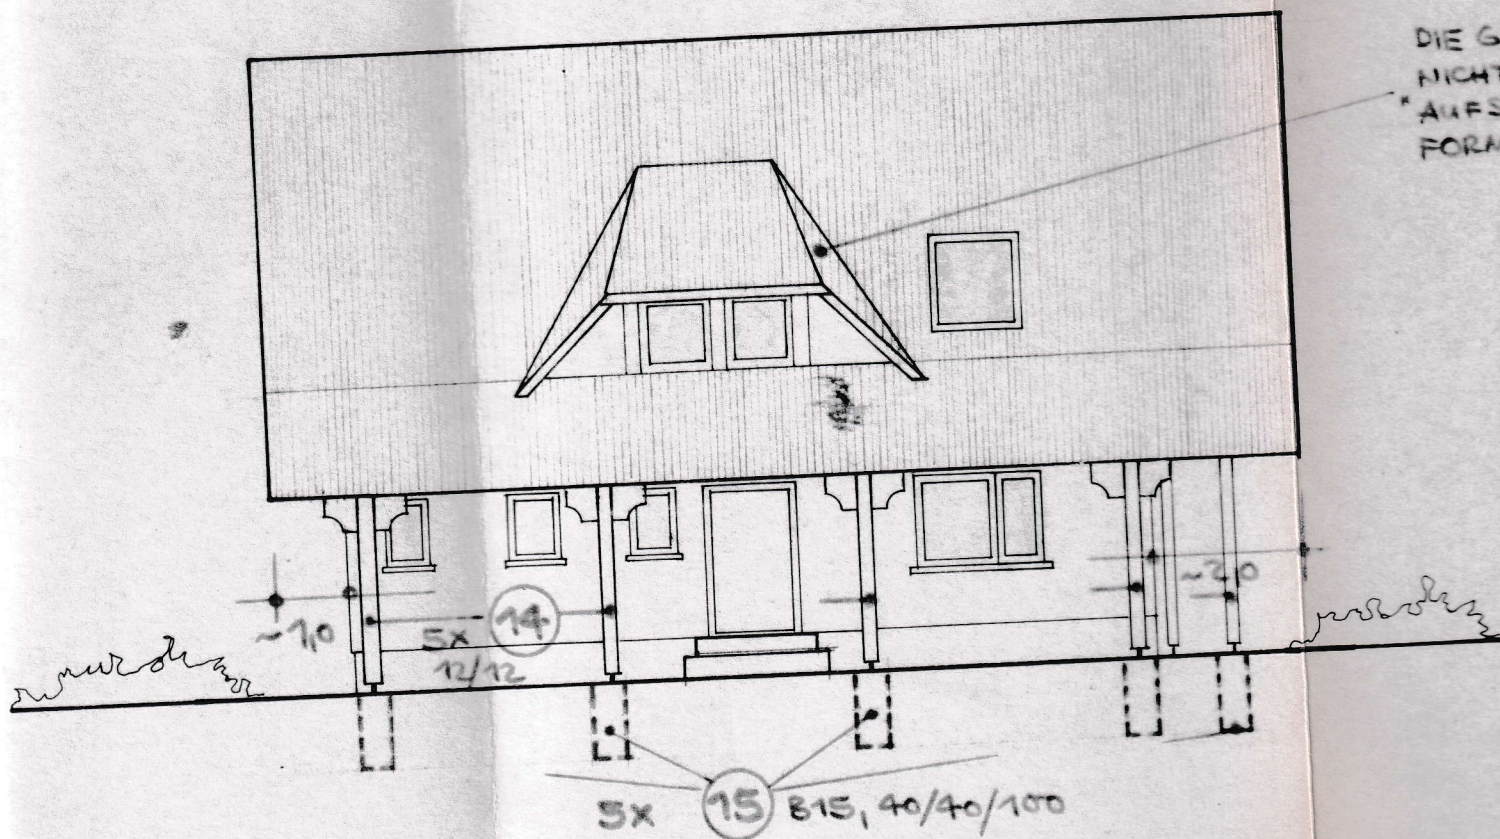 DIE G
NICHT
"AUFS
FORM
~1,0
5x 14
12/12
~2,0
5x 15 B15, 40/40/100